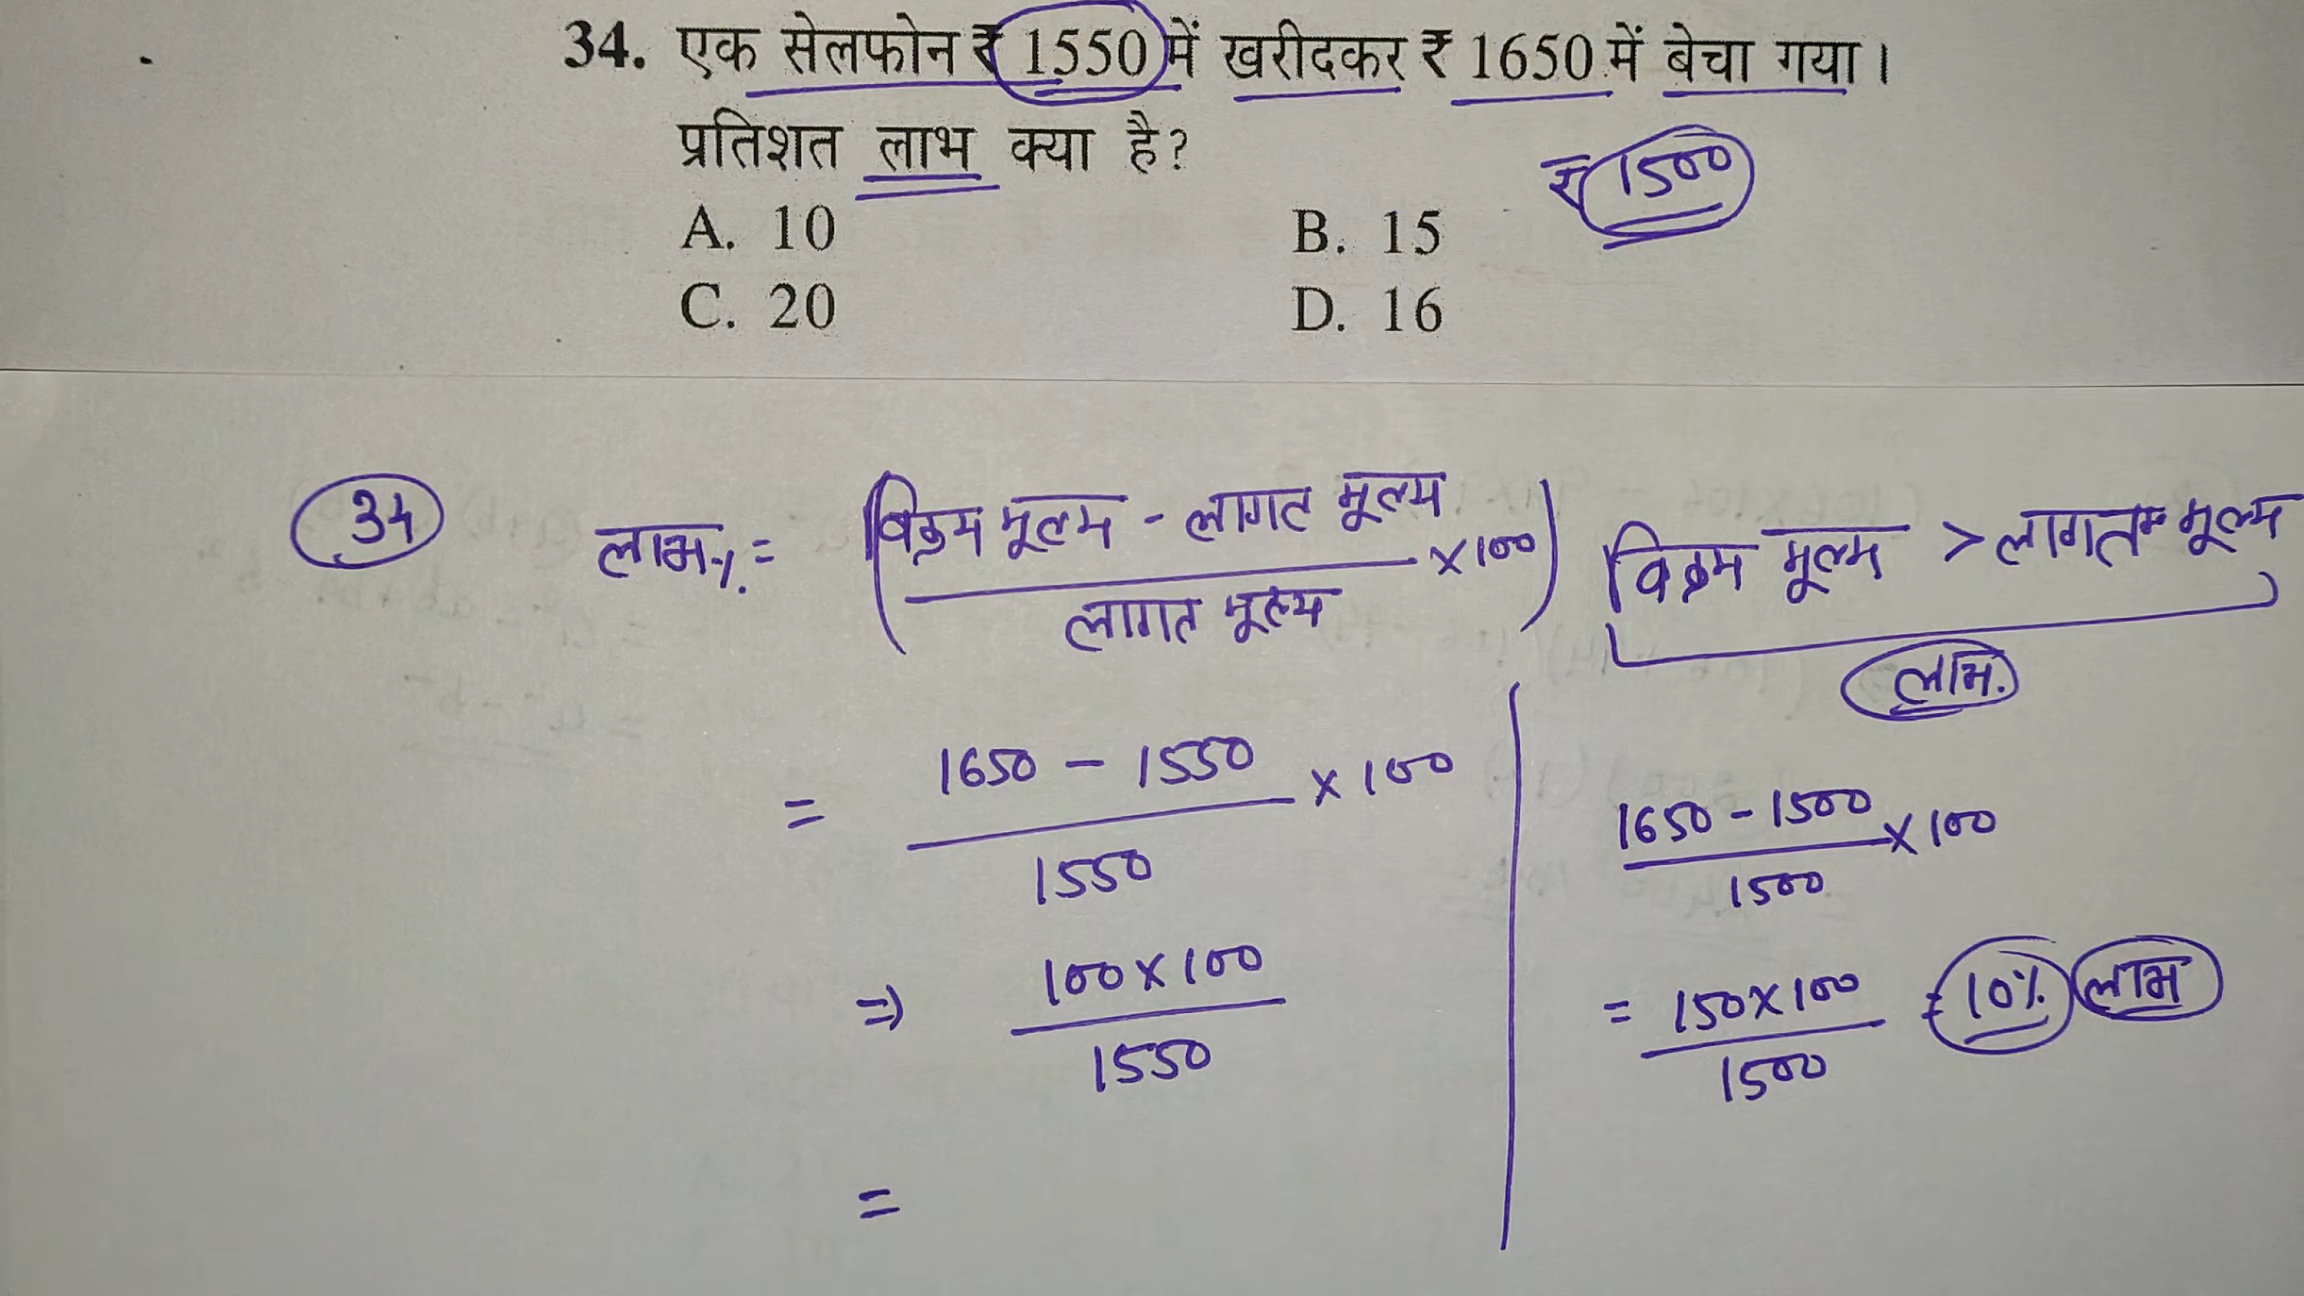 34. एक सेलफोन ₹ 1550 में खरीदकर ₹ 1650 में बेचा गया।
प्रतिशत लाभ क्या है?
₹ 1500
A. 10 B. 15
C. 20 D. 16
34 लाभ% = (विक्रय मूल्य - लागत मूल्य / लागत मूल्य × 100)
विक्रय मूल्य > लागत मूल्य
लाभ.
= 1650 - 1550 / 1550 × 100
⇒ 100 × 100 / 1550
=
1650 - 1500 / 1500 × 100
= 150 × 100 / 1500 = 10% लाभ